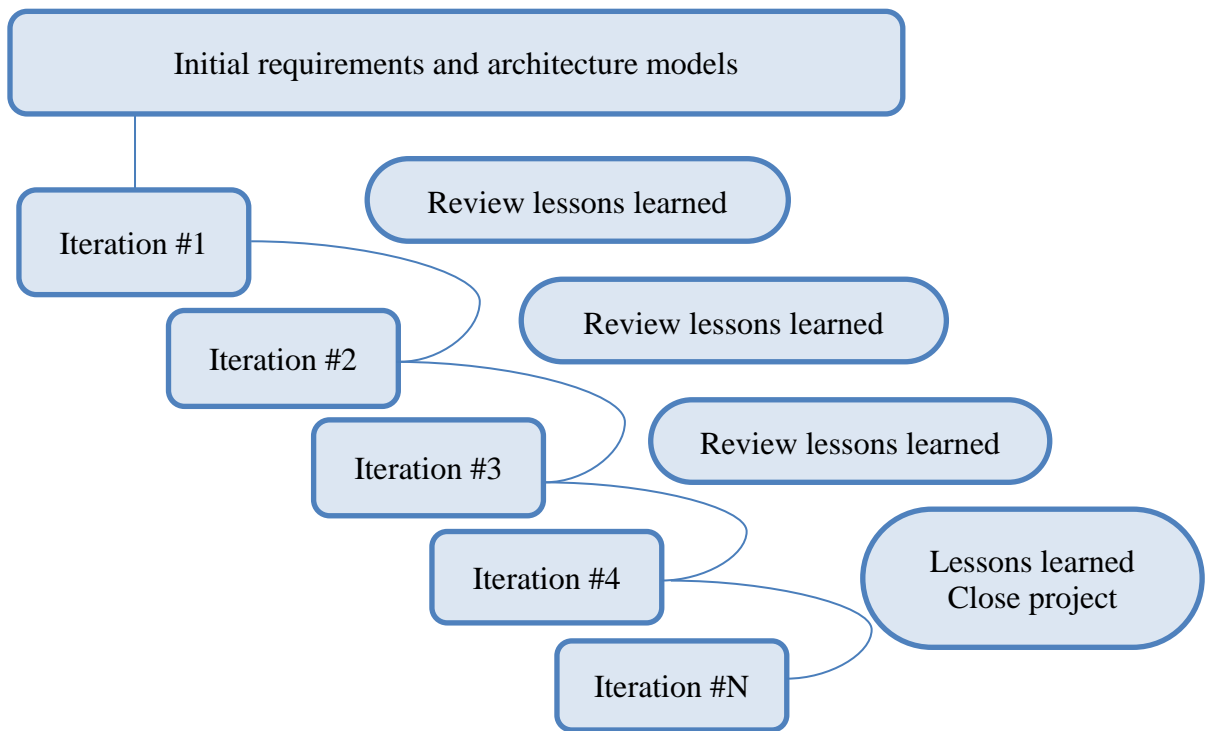 Initial requirements and architecture models
Review lessons learned
Iteration #1
Review lessons learned
Iteration #2
Review lessons learned
Iteration #3
Lessons learned
Close project
Iteration #4
Iteration #N